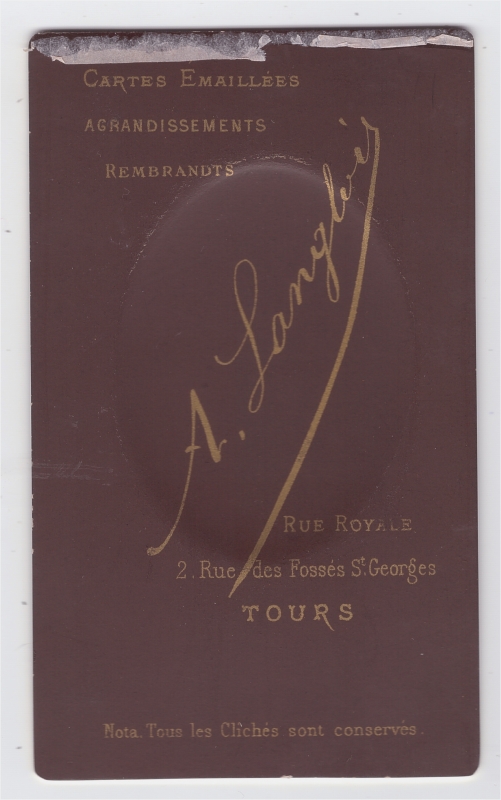 CARTES EMAILLÉES
AGRANDISSEMENTS
REMBRANDTS
A. Langlois
RUE ROYALE
2. Rue des Fossés St Georges
TOURS
Nota. Tous les Clichés sont conservés.